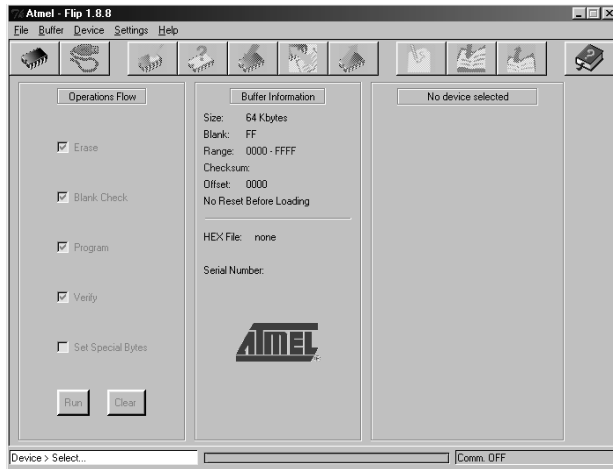 Atmel - Flip 1.8.8
File Buffer Device Settings Help
Operations Flow
Erase
Blank Check
Program
Verify
Set Special Bytes
Run Clear
Buffer Information
Size: 64 Kbytes
Blank: FF
Range: 0000 - FFFF
Checksum:
Offset: 0000
No Reset Before Loading
HEX File: none
Serial Number:
ATMEL
No device selected
Device > Select...
Comm. OFF